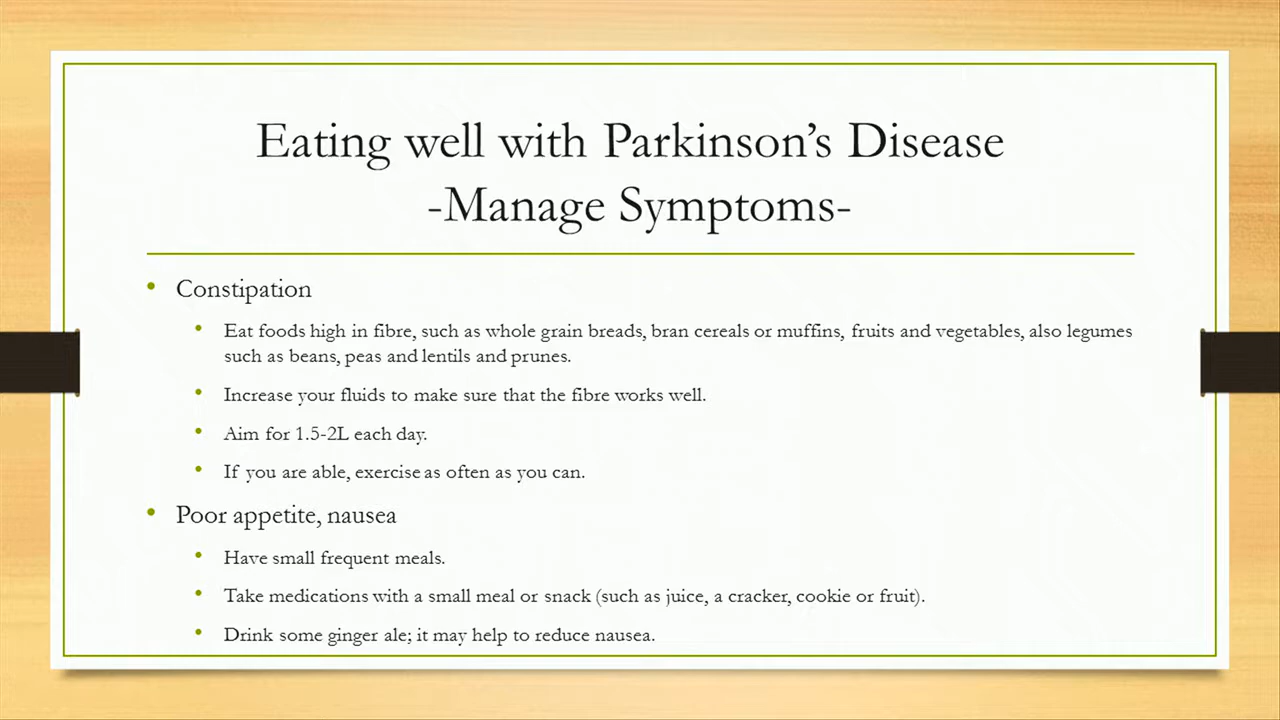 Eating well with Parkinson’s Disease
-Manage Symptoms-
• Constipation
• Eat foods high in fibre, such as whole grain breads, bran cereals or muffins, fruits and vegetables, also legumes
such as beans, peas and lentils and prunes.
• Increase your fluids to make sure that the fibre works well.
• Aim for 1.5-2L each day.
• If you are able, exercise as often as you can.
• Poor appetite, nausea
• Have small frequent meals.
• Take medications with a small meal or snack (such as juice, a cracker, cookie or fruit).
• Drink some ginger ale; it may help to reduce nausea.